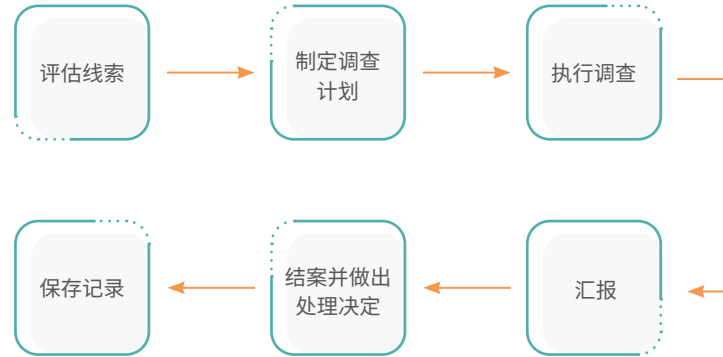 评估线索
制定调查
计划
执行调查
汇报
结案并做出
处理决定
保存记录